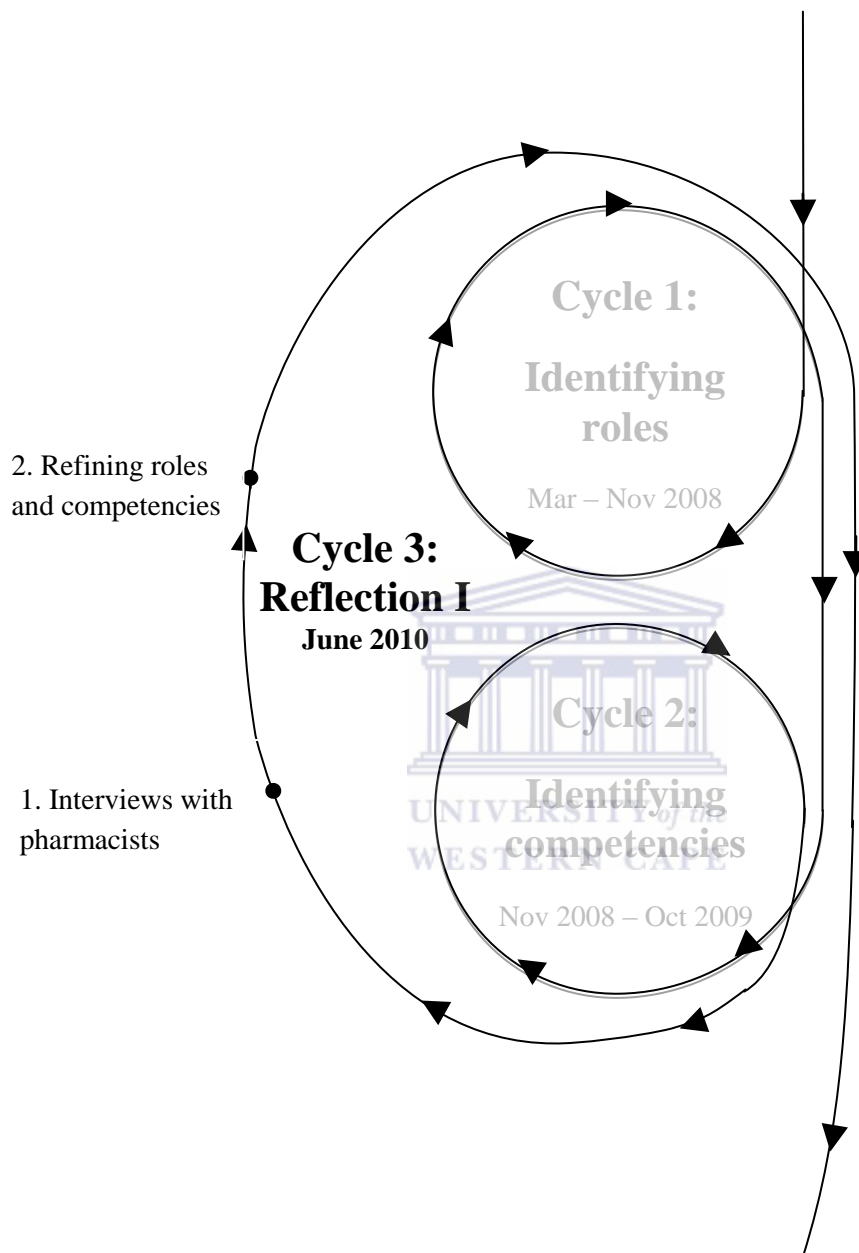 Cycle 1:
Identifying
roles
Mar – Nov 2008
2. Refining roles
and competencies
Cycle 3:
Reflection I
June 2010
Cycle 2:
1. Interviews with
pharmacists
Identifying
competencies
UNIVERSITY of the
WESTERN CAPE
Nov 2008 – Oct 2009